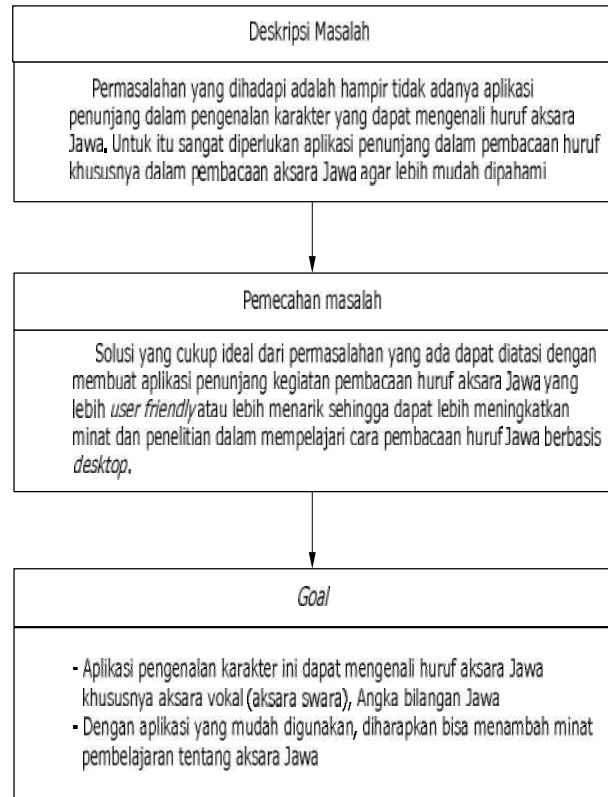 Deskripsi Masalah
Permasalahan yang dihadapi adalah hampir tidak adanya aplikasi
penunjang dalam pengenalan karakter yang dapat mengenali huruf aksara
Jawa. Untuk itu sangat diperlukan aplikasi penunjang dalam pembacaan huruf
khususnya dalam pembacaan aksara Jawa agar lebih mudah dipahami
Pemecahan masalah
Solusi yang cukup ideal dari permasalahan yang ada dapat diatasi dengan
membuat aplikasi penunjang kegiatan pembacaan huruf aksara Jawa yang
lebih user friendly atau lebih menarik sehingga dapat lebih meningkatkan
minat dan penelitian dalam mempelajari cara pembacaan huruf Jawa berbasis
desktop.
Goal
- Aplikasi pengenalan karakter ini dapat mengenali huruf aksara Jawa
khususnya aksara vokal (aksara swara), Angka bilangan Jawa
- Dengan aplikasi yang mudah digunakan, diharapkan bisa menambah minat
pembelajaran tentang aksara Jawa